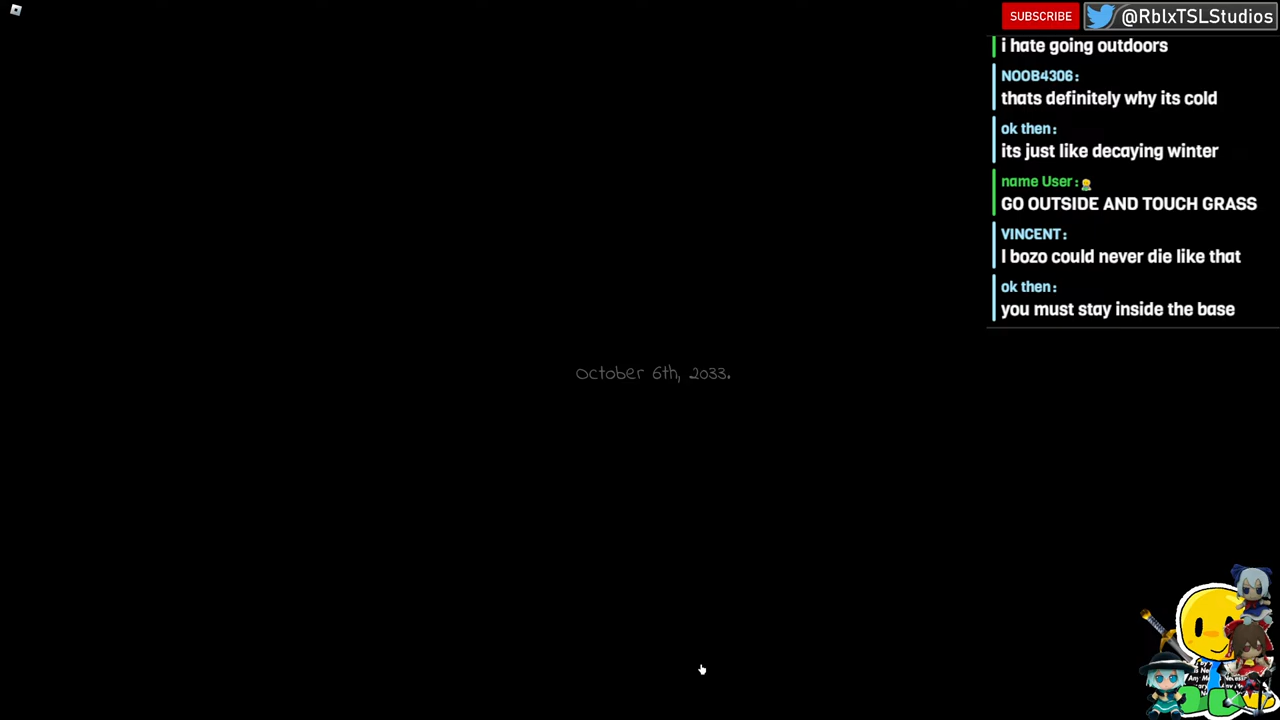 SUBSCRIBE
@RblxTSLStudios
i hate going outdoors
NOOB4306:
thats definitely why its cold
ok then:
its just like decaying winter
name User:
GO OUTSIDE AND TOUCH GRASS
VINCENT:
l bozo could never die like that
ok then:
you must stay inside the base
October 6th, 2033.